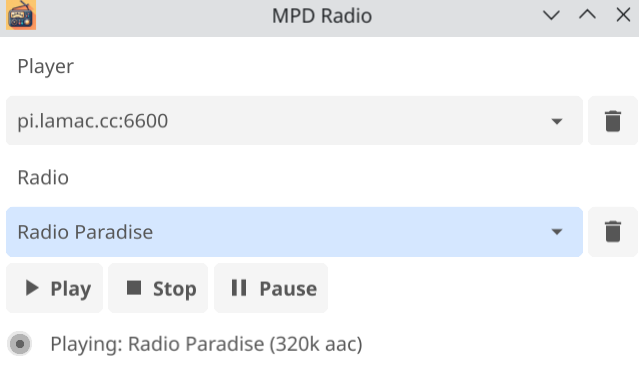 MPD Radio
Player
pi.lamac.cc:6600
Radio
Radio Paradise
Play Stop Pause
Playing: Radio Paradise (320k aac)